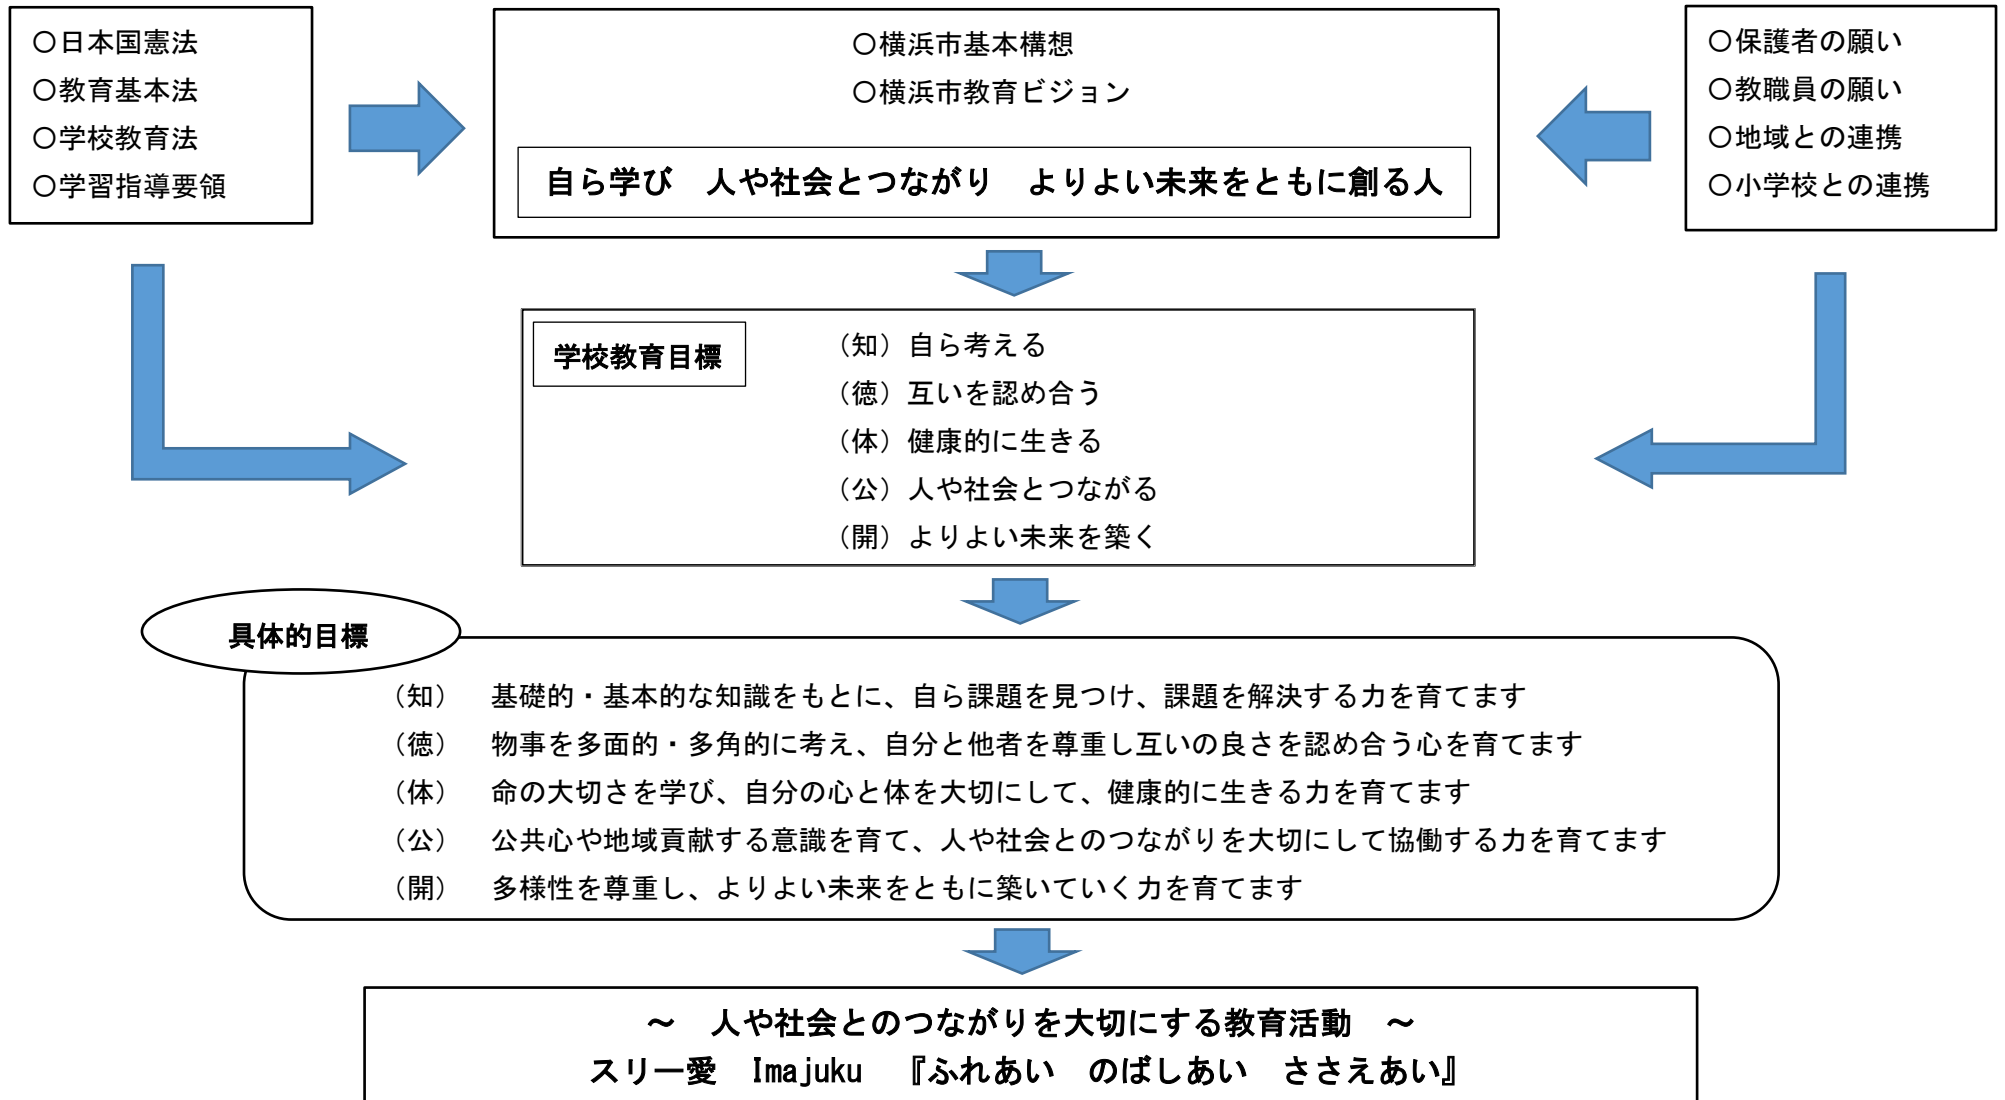 〇日本国憲法
〇教育基本法
〇学校教育法
〇学習指導要領
〇横浜市基本構想
〇横浜市教育ビジョン
自ら学び　人や社会とつながり　よりよい未来をともに創る人
〇保護者の願い
〇教職員の願い
〇地域との連携
〇小学校との連携
学校教育目標
（知）自ら考える
（徳）互いを認め合う
（体）健康的に生きる
（公）人や社会とつながる
（開）よりよい未来を築く
具体的目標
（知）　基礎的・基本的な知識をもとに、自ら課題を見つけ、課題を解決する力を育てます
（徳）　物事を多面的・多角的に考え、自分と他者を尊重し互いの良さを認め合う心を育てます
（体）　命の大切さを学び、自分の心と体を大切にして、健康的に生きる力を育てます
（公）　公共心や地域貢献する意識を育て、人や社会とのつながりを大切にして協働する力を育てます
（開）　多様性を尊重し、よりよい未来をともに築いていく力を育てます
～　人や社会とのつながりを大切にする教育活動　～
スリー愛　Imajuku　『ふれあい　のばしあい　ささえあい』